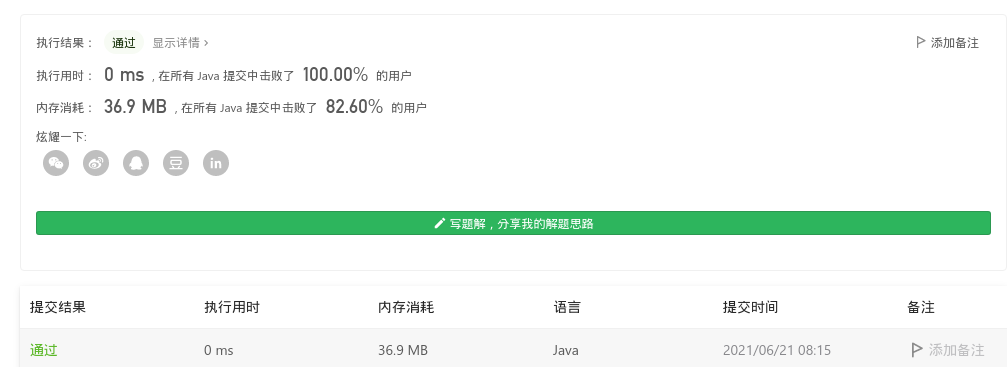 执行结果： 通过 显示详情 › 添加备注
执行用时： 0 ms ，在所有 Java 提交中击败了 100.00% 的用户
内存消耗： 36.9 MB ，在所有 Java 提交中击败了 82.60% 的用户
炫耀一下:
豆 in
写题解，分享我的解题思路
提交结果 执行用时 内存消耗 语言 提交时间 备注
通过 0 ms 36.9 MB Java 2021/06/21 08:15 添加备注